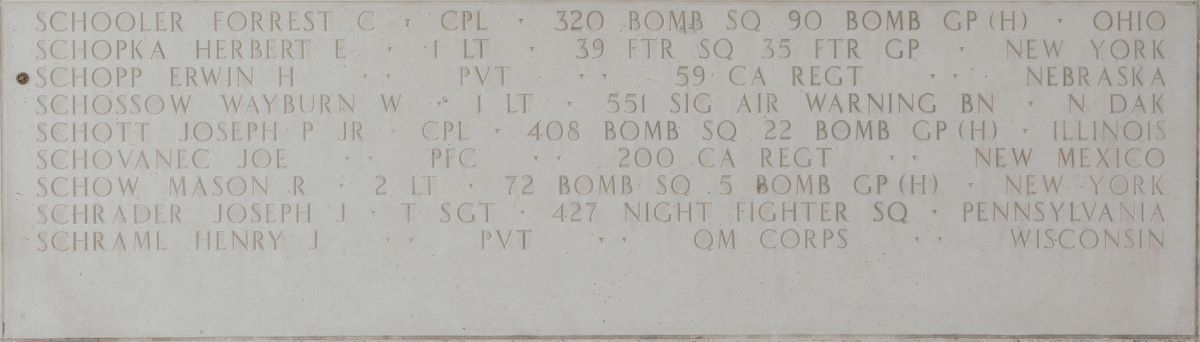 SCHOOLER FORREST C · CPL · 320 BOMB SQ 90 BOMB GP (H) · OHIO
SCHOPKA HERBERT E · 1 LT · 39 FTR SQ 35 FTR GP · NEW YORK
SCHOPP ERWIN H · · PVT · · 59 CA REGT · · NEBRASKA
SCHOSSOW WAYBURN W · 1 LT · 551 SIG AIR WARNING BN · N DAK
SCHOTT JOSEPH P JR · CPL · 408 BOMB SQ 22 BOMB GP (H) · ILLINOIS
SCHOVANEC JOE · · PFC · · 200 CA REGT · · NEW MEXICO
SCHOW MASON R · 2 LT · 72 BOMB SQ 5 BOMB GP (H) · NEW YORK
SCHRADER JOSEPH J · T SGT · 427 NIGHT FIGHTER SQ · PENNSYLVANIA
SCHRAML HENRY J · · PVT · · QM CORPS · · WISCONSIN